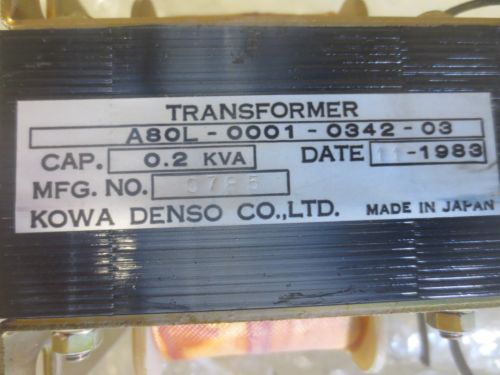 TRANSFORMER
A80L-0001-0342-03
CAP. 0.2 KVA DATE 11-1983
MFG. NO.
KOWA DENSO CO.,LTD. MADE IN JAPAN